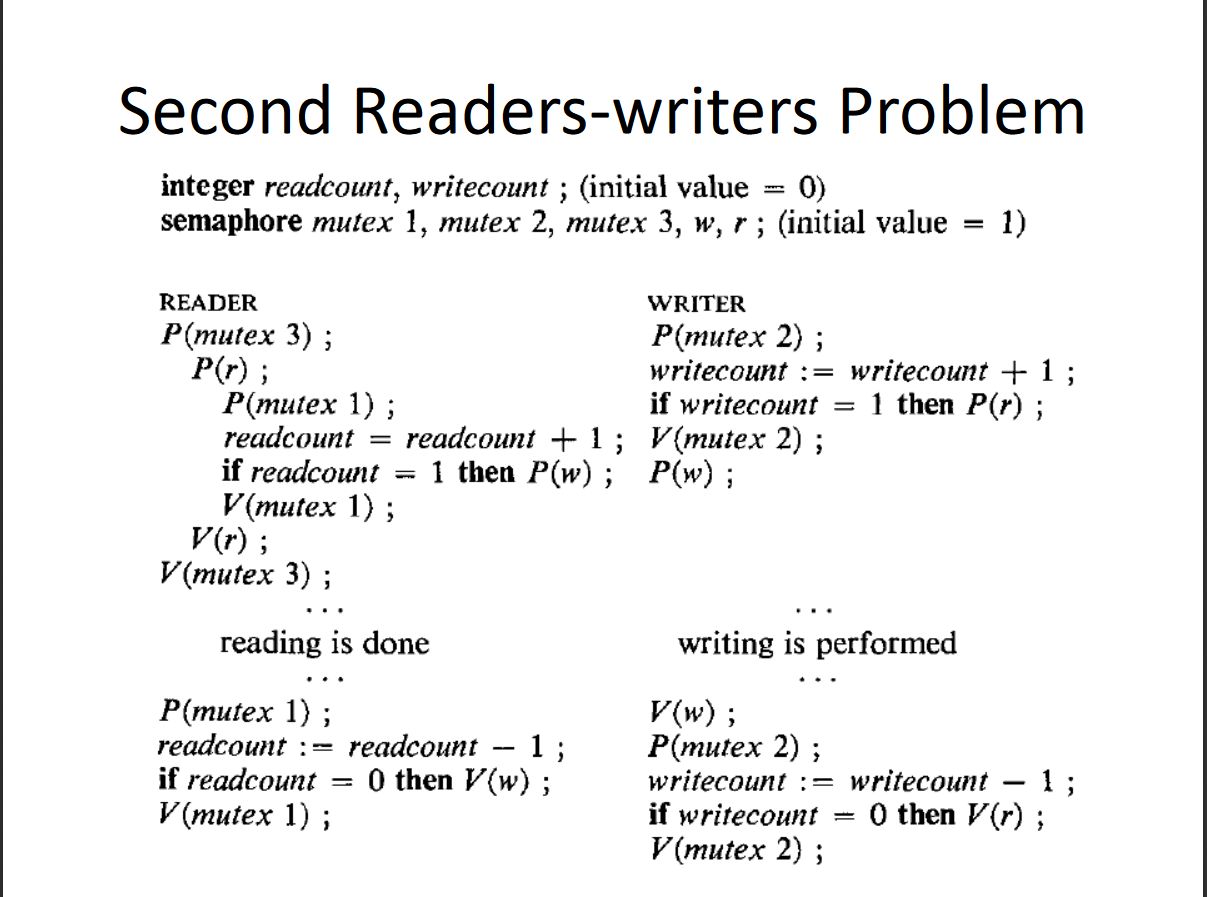 Second Readers-writers Problem
integer readcount, writecount ; (initial value = 0)
semaphore mutex 1, mutex 2, mutex 3, w, r ; (initial value = 1)
READER
P(mutex 3) ;
P(r) ;
P(mutex 1) ;
readcount = readcount + 1 ;
if readcount = 1 then P(w) ;
V(mutex 1) ;
V(r) ;
V(mutex 3) ;
...
reading is done
...
P(mutex 1) ;
readcount := readcount − 1 ;
if readcount = 0 then V(w) ;
V(mutex 1) ;
WRITER
P(mutex 2) ;
writecount := writecount + 1 ;
if writecount = 1 then P(r) ;
V(mutex 2) ;
P(w) ;
...
writing is performed
...
V(w) ;
P(mutex 2) ;
writecount := writecount − 1 ;
if writecount = 0 then V(r) ;
V(mutex 2) ;